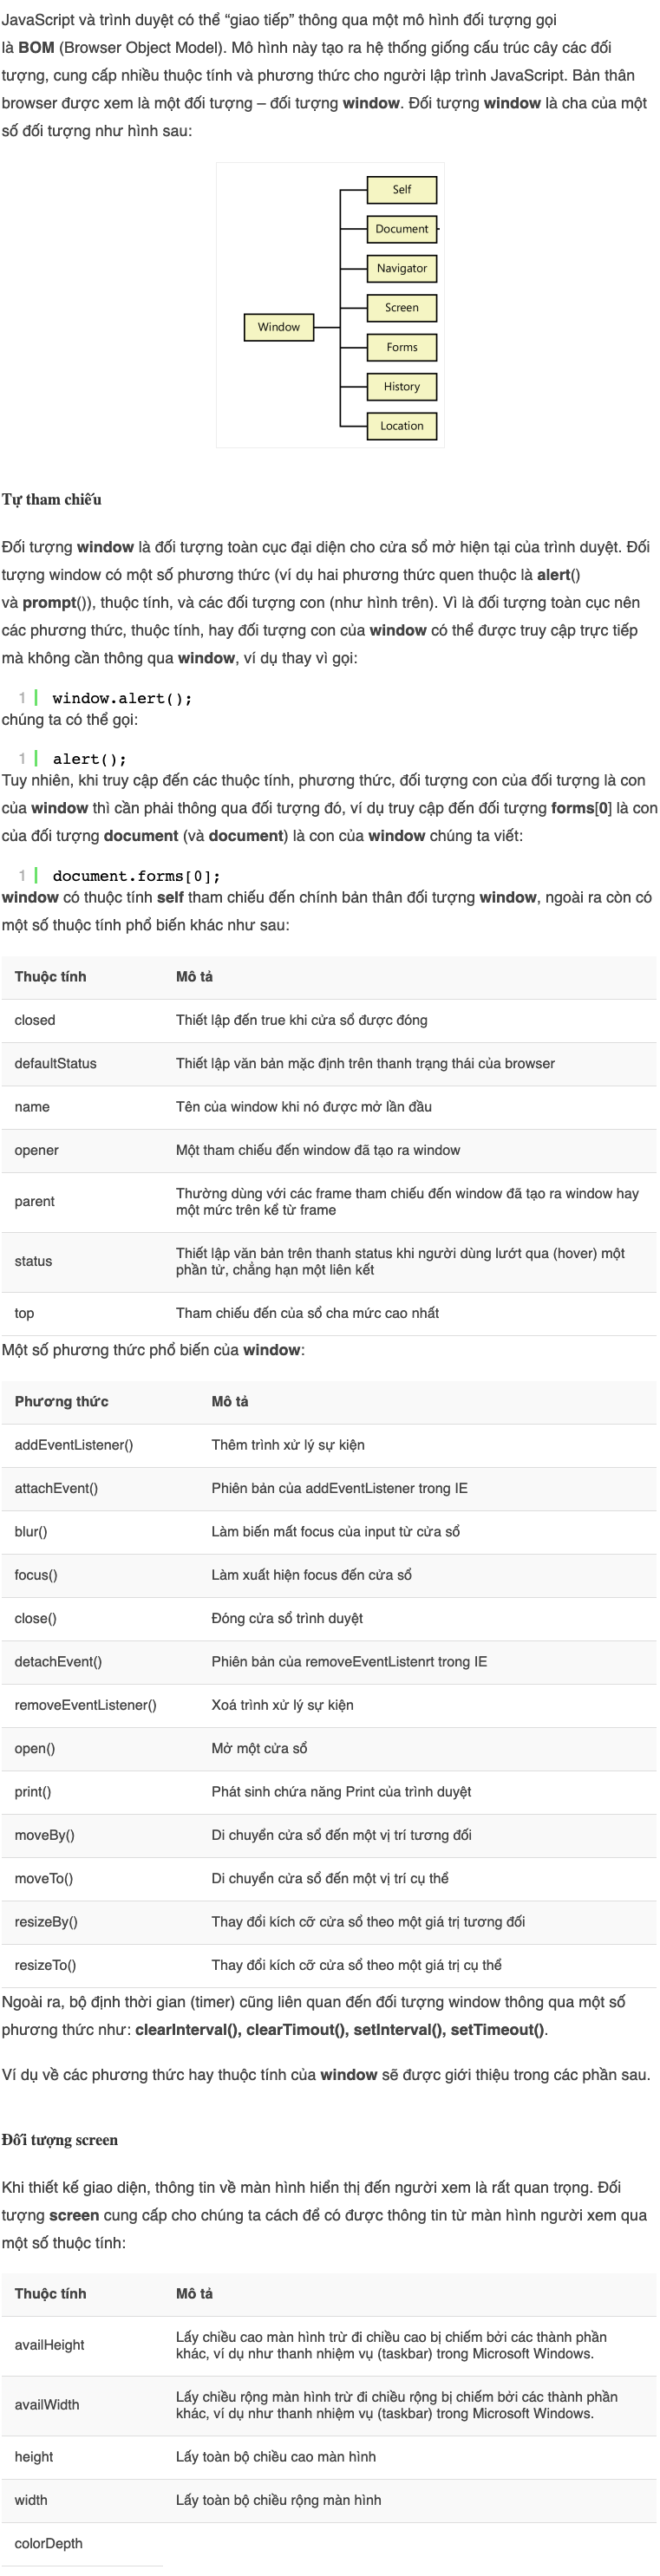 JavaScript và trình duyệt có thể “giao tiếp” thông qua một mô hình đối tượng gọi
là BOM (Browser Object Model). Mô hình này tạo ra hệ thống giống cấu trúc cây các đối
tượng, cung cấp nhiều thuộc tính và phương thức cho người lập trình JavaScript. Bản thân
browser được xem là một đối tượng – đối tượng window. Đối tượng window là cha của một
số đối tượng như hình sau:
Self
Document
Navigator
Screen
Window
Forms
History
Location
Tự tham chiếu
Đối tượng window là đối tượng toàn cục đại diện cho cửa sổ mở hiện tại của trình duyệt. Đối
tượng window có một số phương thức (ví dụ hai phương thức quen thuộc là alert()
và prompt()), thuộc tính, và các đối tượng con (như hình trên). Vì là đối tượng toàn cục nên
các phương thức, thuộc tính, hay đối tượng con của window có thể được truy cập trực tiếp
mà không cần thông qua window, ví dụ thay vì gọi:
1 window.alert();
chúng ta có thể gọi:
1 alert();
Tuy nhiên, khi truy cập đến các thuộc tính, phương thức, đối tượng con của đối tượng là con
của window thì cần phải thông qua đối tượng đó, ví dụ truy cập đến đối tượng forms[0] là con
của đối tượng document (và document) là con của window chúng ta viết:
1 document.forms[0];
window có thuộc tính self tham chiếu đến chính bản thân đối tượng window, ngoài ra còn có
một số thuộc tính phổ biến khác như sau:
Thuộc tính Mô tả
closed Thiết lập đến true khi cửa sổ được đóng
defaultStatus Thiết lập văn bản mặc định trên thanh trạng thái của browser
name Tên của window khi nó được mở lần đầu
opener Một tham chiếu đến window đã tạo ra window
parent Thường dùng với các frame tham chiếu đến window đã tạo ra window hay
một mức trên kể từ frame
status Thiết lập văn bản trên thanh status khi người dùng lướt qua (hover) một
phần tử, chẳng hạn một liên kết
top Tham chiếu đến của sổ cha mức cao nhất
Một số phương thức phổ biến của window:
Phương thức Mô tả
addEventListener() Thêm trình xử lý sự kiện
attachEvent() Phiên bản của addEventListener trong IE
blur() Làm biến mất focus của input từ cửa sổ
focus() Làm xuất hiện focus đến cửa sổ
close() Đóng cửa sổ trình duyệt
detachEvent() Phiên bản của removeEventListenrt trong IE
removeEventListener() Xoá trình xử lý sự kiện
open() Mở một cửa sổ
print() Phát sinh chứa năng Print của trình duyệt
moveBy() Di chuyển cửa sổ đến một vị trí tương đối
moveTo() Di chuyển cửa sổ đến một vị trí cụ thể
resizeBy() Thay đổi kích cỡ cửa sổ theo một giá trị tương đối
resizeTo() Thay đổi kích cỡ cửa sổ theo một giá trị cụ thể
Ngoài ra, bộ định thời gian (timer) cũng liên quan đến đối tượng window thông qua một số
phương thức như: clearInterval(), clearTimout(), setInterval(), setTimeout().
Ví dụ về các phương thức hay thuộc tính của window sẽ được giới thiệu trong các phần sau.
Đối tượng screen
Khi thiết kế giao diện, thông tin về màn hình hiển thị đến người xem là rất quan trọng. Đối
tượng screen cung cấp cho chúng ta cách để có được thông tin từ màn hình người xem qua
một số thuộc tính:
Thuộc tính Mô tả
availHeight Lấy chiều cao màn hình trừ đi chiều cao bị chiếm bởi các thành phần
khác, ví dụ như thanh nhiệm vụ (taskbar) trong Microsoft Windows.
availWidth Lấy chiều rộng màn hình trừ đi chiều rộng bị chiếm bởi các thành phần
khác, ví dụ như thanh nhiệm vụ (taskbar) trong Microsoft Windows.
height Lấy toàn bộ chiều cao màn hình
width Lấy toàn bộ chiều rộng màn hình
colorDepth